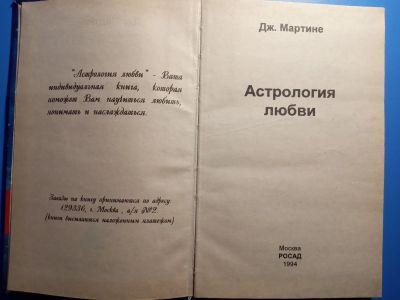 "Астрология любви" - Ваша
индивидуальная книга, которая
поможет Вам научиться любить,
понимать и наслаждаться.
Заказы на книгу принимаются по адресу:
129336, г. Москва, а/я №2.
(книги высылаются наложенным платежом)
Дж. Мартине
Астрология
любви
Москва
РОСАД
1994